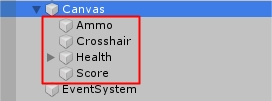 Canvas
Ammo
Crosshair
Health
Score
EventSystem